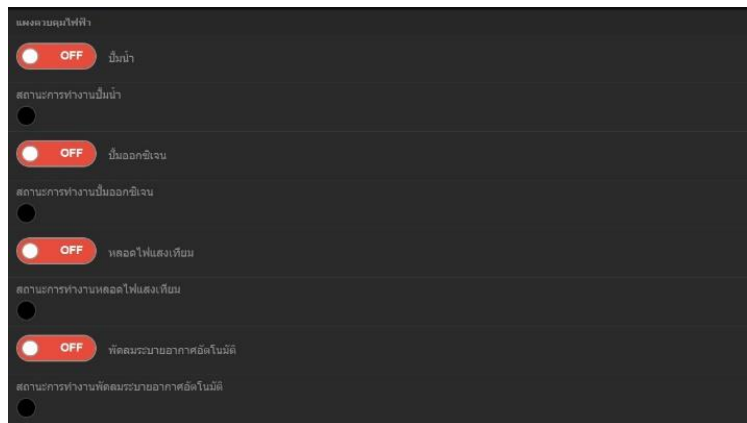 แผงควบคุมไฟฟ้า
OFF ปั้มน้ำ
สถานะการทำงานปั้มน้ำ
OFF ปั้มออกซิเจน
สถานะการทำงานปั้มออกซิเจน
OFF หลอดไฟแสงเทียม
สถานะการทำงานหลอดไฟแสงเทียม
OFF พัดลมระบายอากาศอัตโนมัติ
สถานะการทำงานพัดลมระบายอากาศอัตโนมัติ